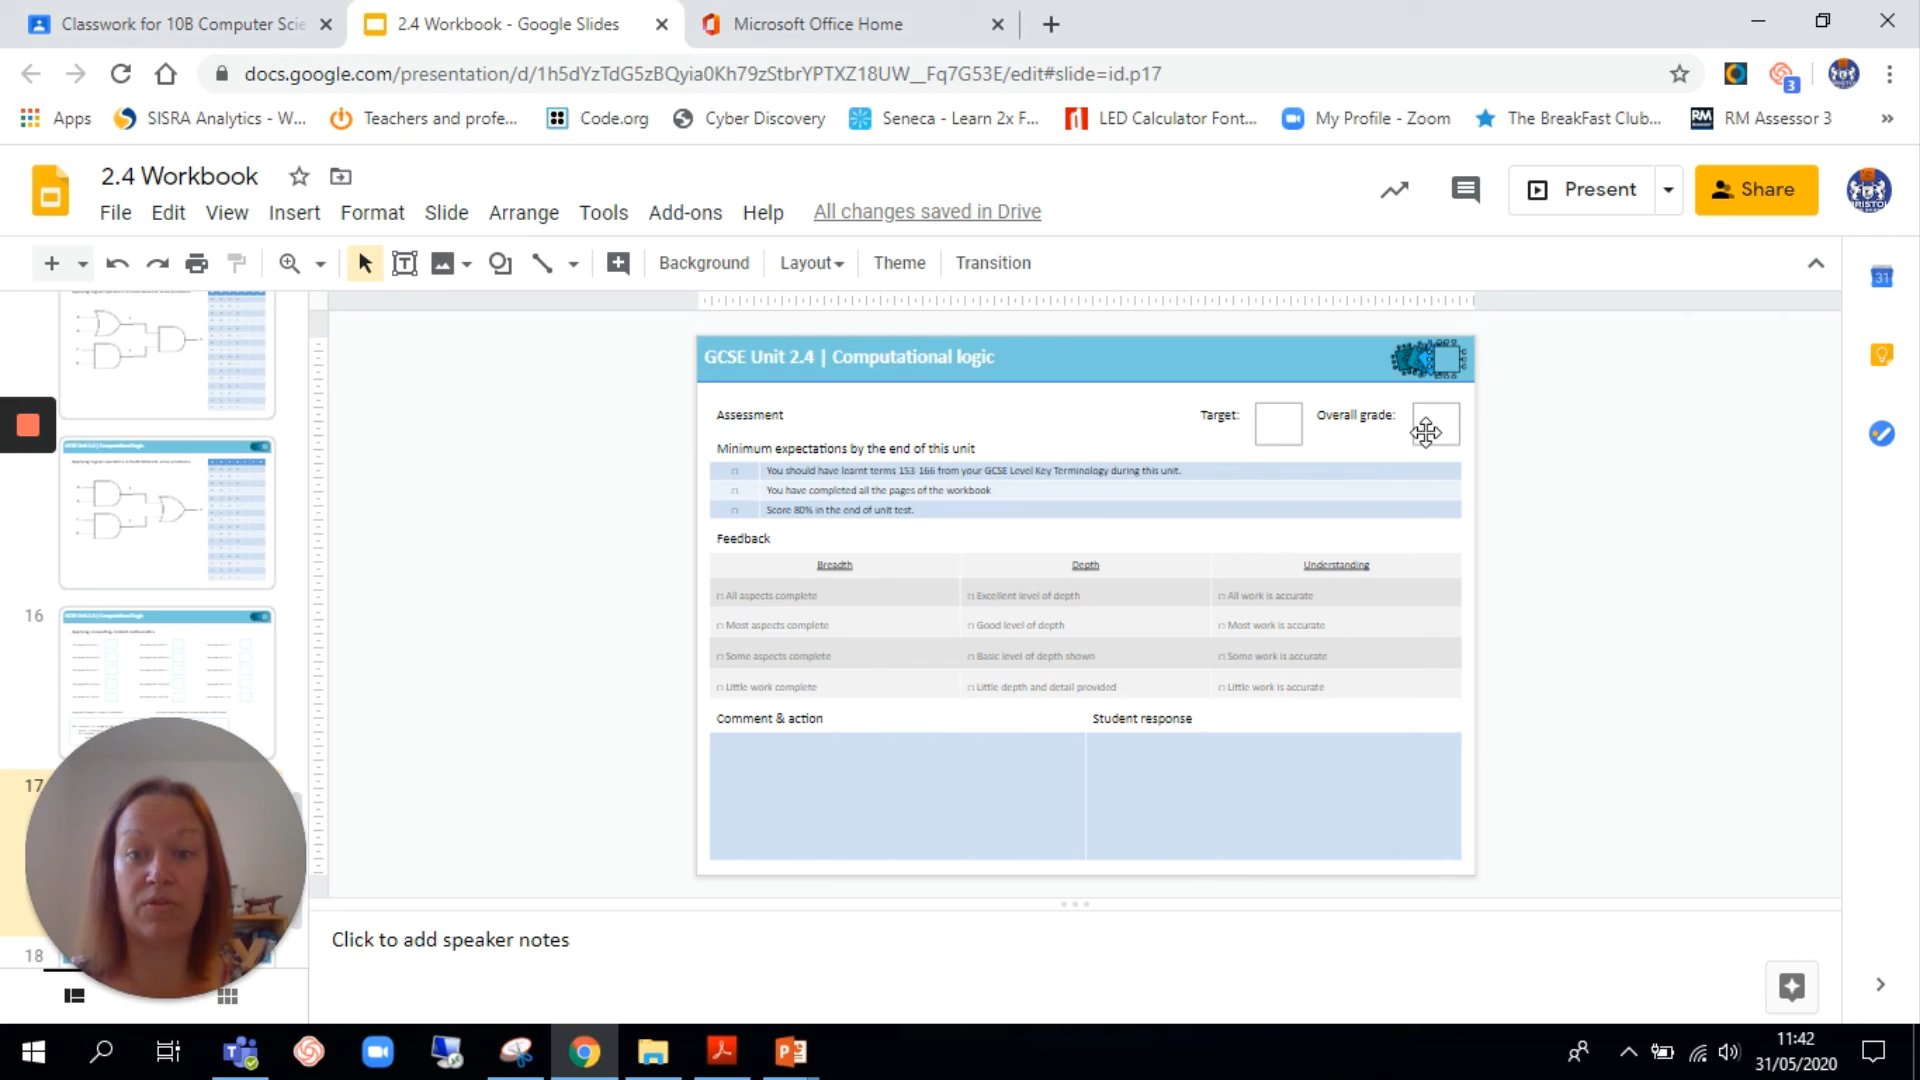 Classwork for 10B Computer Scie
2.4 Workbook - Google Slides
Microsoft Office Home
docs.google.com/presentation/d/1h5dYzTdG5zBQyia0Kh79zStbrYPTXZ18UW__Fq7G53E/edit#slide=id.p17
3
Apps
SISRA Analytics - W...
Teachers and profe...
Code.org
Cyber Discovery
Seneca - Learn 2x F...
LED Calculator Font...
My Profile - Zoom
The BreakFast Club...
RM Assessor 3
2.4 Workbook
File Edit View Insert Format Slide Arrange Tools Add-ons Help
All changes saved in Drive
Present
Share
Background Layout Theme Transition
31
16
17
18
GCSE Unit 2.4 | Computational logic
Assessment
Target:
Overall grade:
Minimum expectations by the end of this unit
You should have learnt terms 153 166 from your GCSE Level Key Terminology during this unit.
You have completed all the pages of the workbook
Score 80% in the end of unit test.
Feedback
Breadth Depth Understanding
All aspects complete Excellent level of depth All work is accurate
Most aspects complete Good level of depth Most work is accurate
Some aspects complete Basic level of depth shown Some work is accurate
Little work complete Little depth and detail provided Little work is accurate
Comment & action
Student response
Click to add speaker notes
11:42
31/05/2020